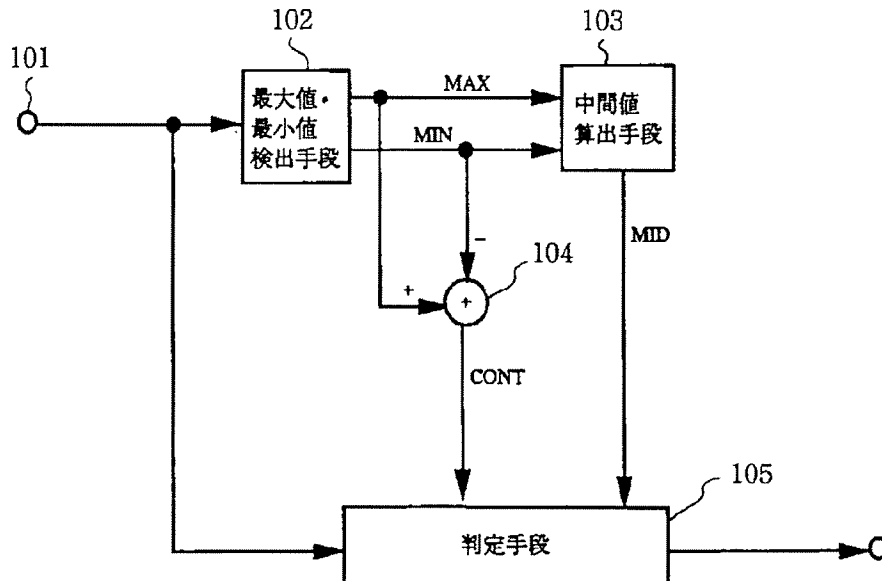 101
102
103
最大値・
最小値
検出手段
MAX
MIN
中間値
算出手段
MID
−
+
+
104
CONT
105
判定手段